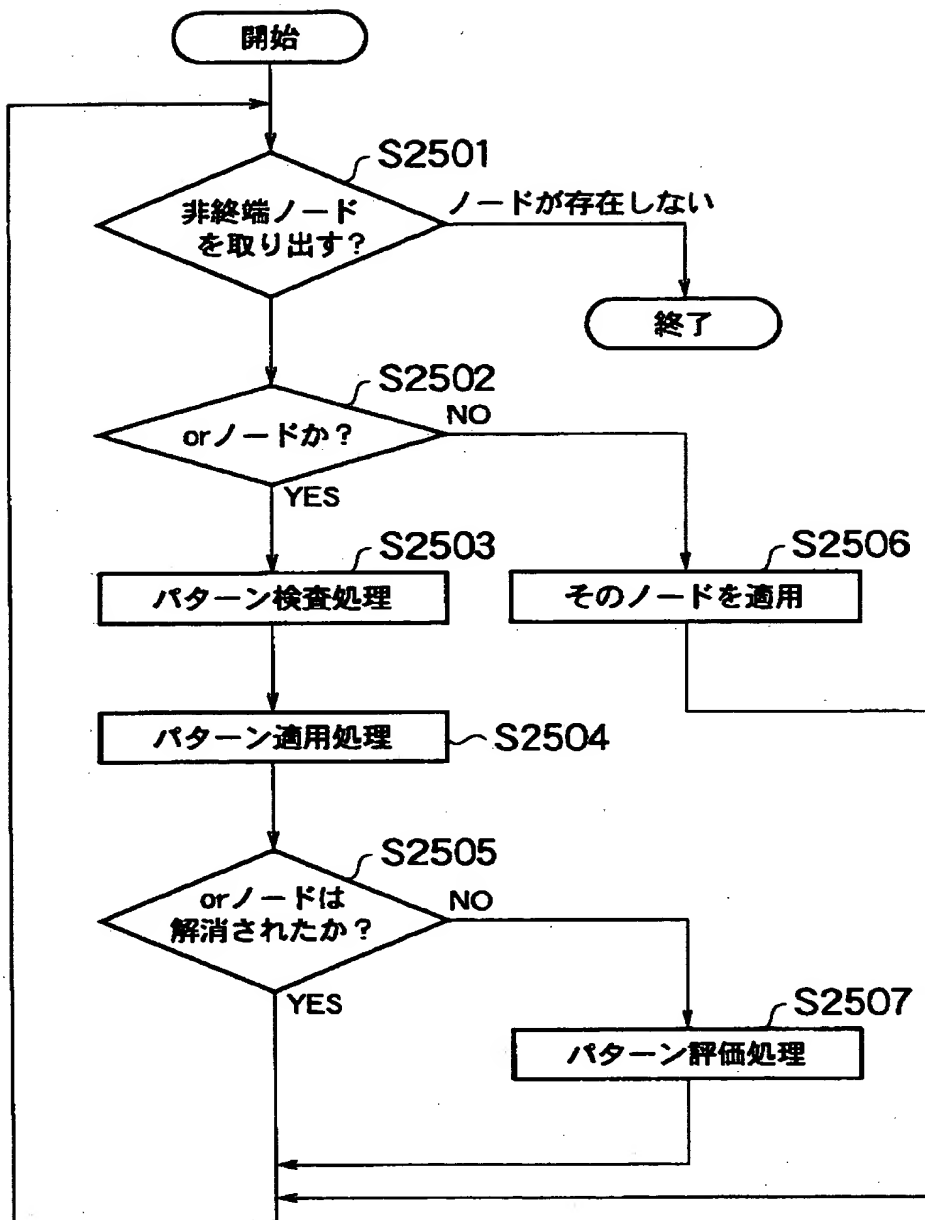 開始
S2501
非終端ノード
を取り出す？
ノードが存在しない
終了
S2502
orノードか？
NO
YES
S2503
パターン検査処理
S2506
そのノードを適用
パターン適用処理
S2504
S2505
orノードは
解消されたか？
NO
YES
S2507
パターン評価処理